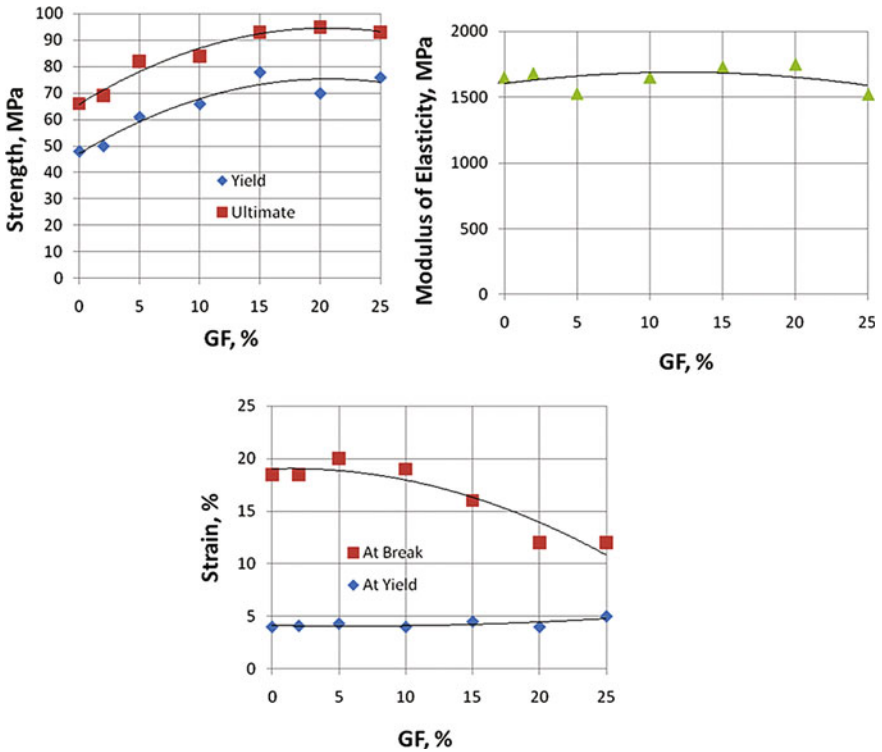 Strength, MPa
100
90
80
70
60
50
40
30
20
10
0
Yield
Ultimate
0 5 10 15 20 25
GF, %
Modulus of Elasticity, MPa
2000
1500
1000
500
0
0 5 10 15 20 25
GF, %
Strain, %
25
20
15
10
5
0
At Break
At Yield
0 5 10 15 20 25
GF, %